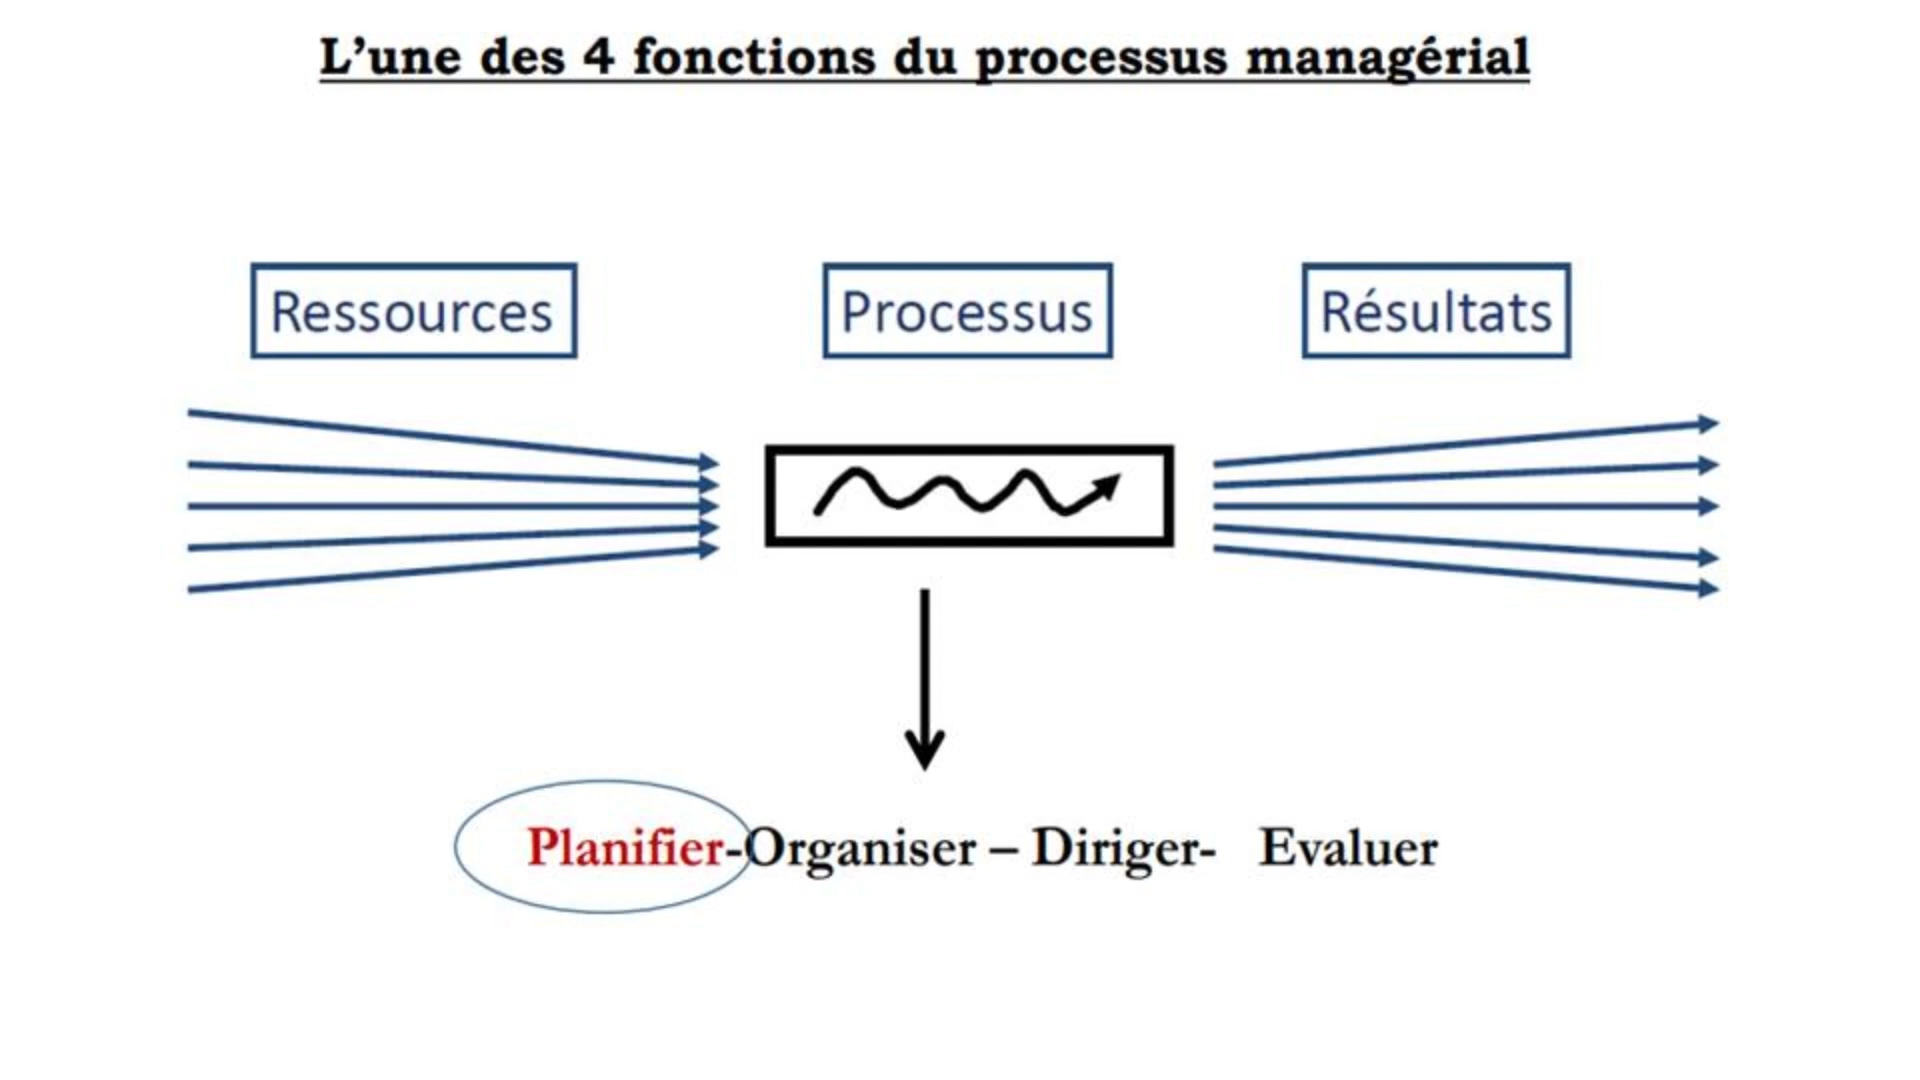 L’une des 4 fonctions du processus managérial
Ressources
Processus
Résultats
Planifier-Organiser – Diriger- Evaluer